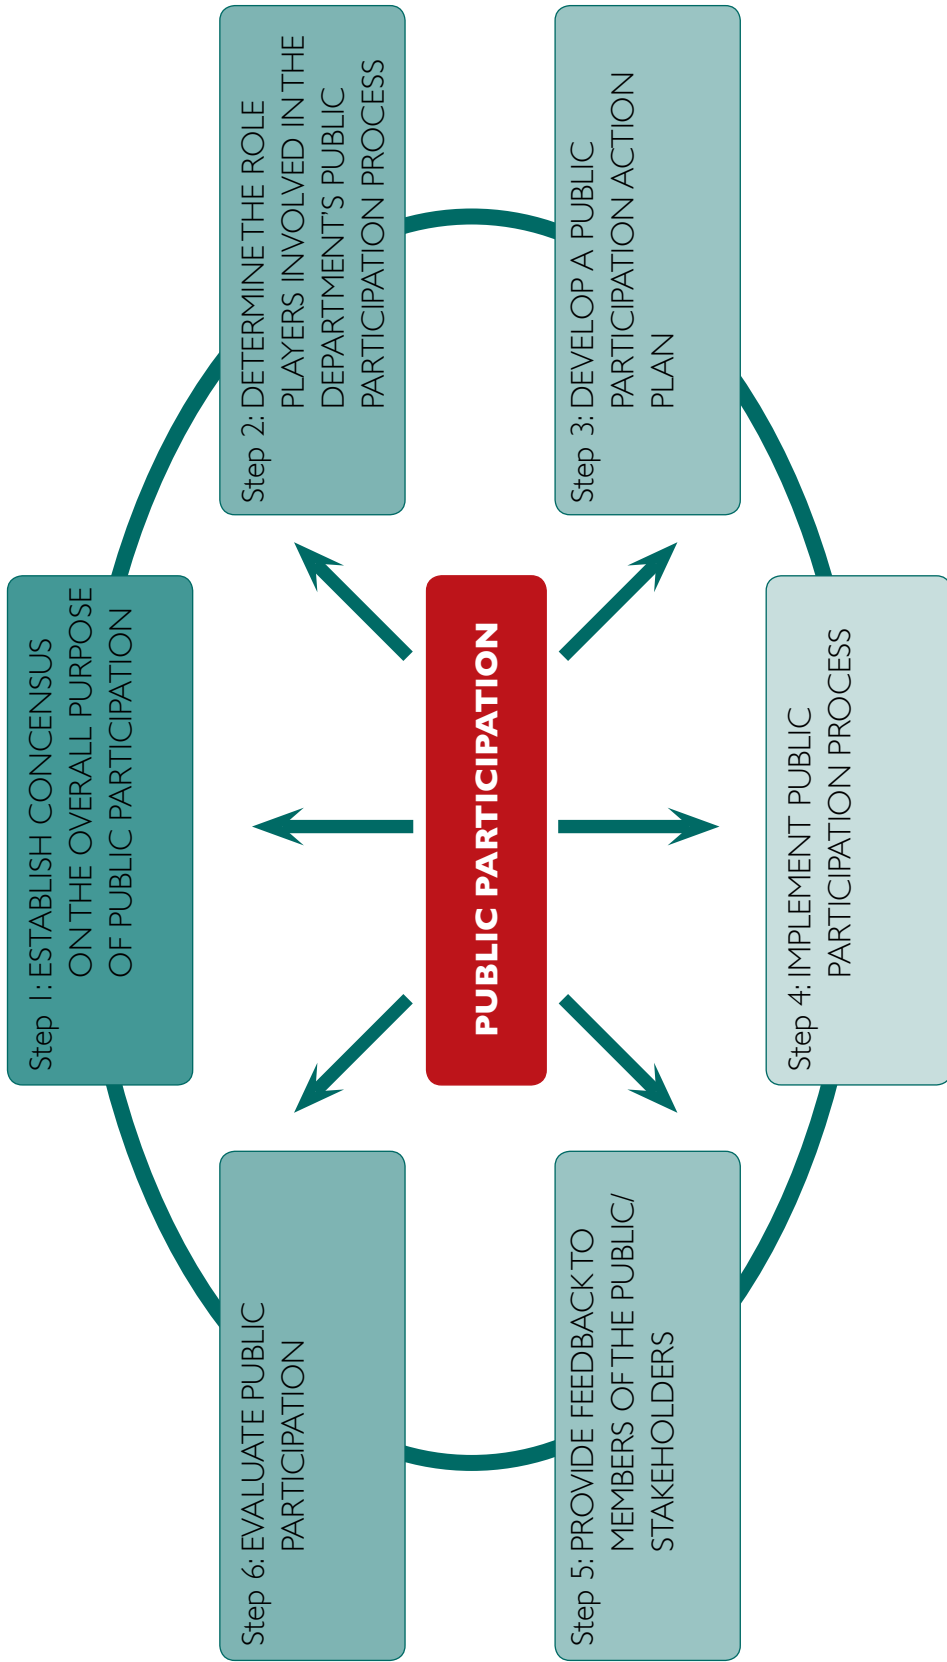 Step 1: ESTABLISH CONCENSUS
ON THE OVERALL PURPOSE
OF PUBLIC PARTICIPATION
Step 2: DETERMINE THE ROLE
PLAYERS INVOLVED IN THE
DEPARTMENT'S PUBLIC
PARTICIPATION PROCESS
Step 3: DEVELOP A PUBLIC
PARTICIPATION ACTION
PLAN
Step 4: IMPLEMENT PUBLIC
PARTICIPATION PROCESS
Step 5: PROVIDE FEEDBACK TO
MEMBERS OF THE PUBLIC/
STAKEHOLDERS
Step 6: EVALUATE PUBLIC
PARTICIPATION
PUBLIC PARTICIPATION